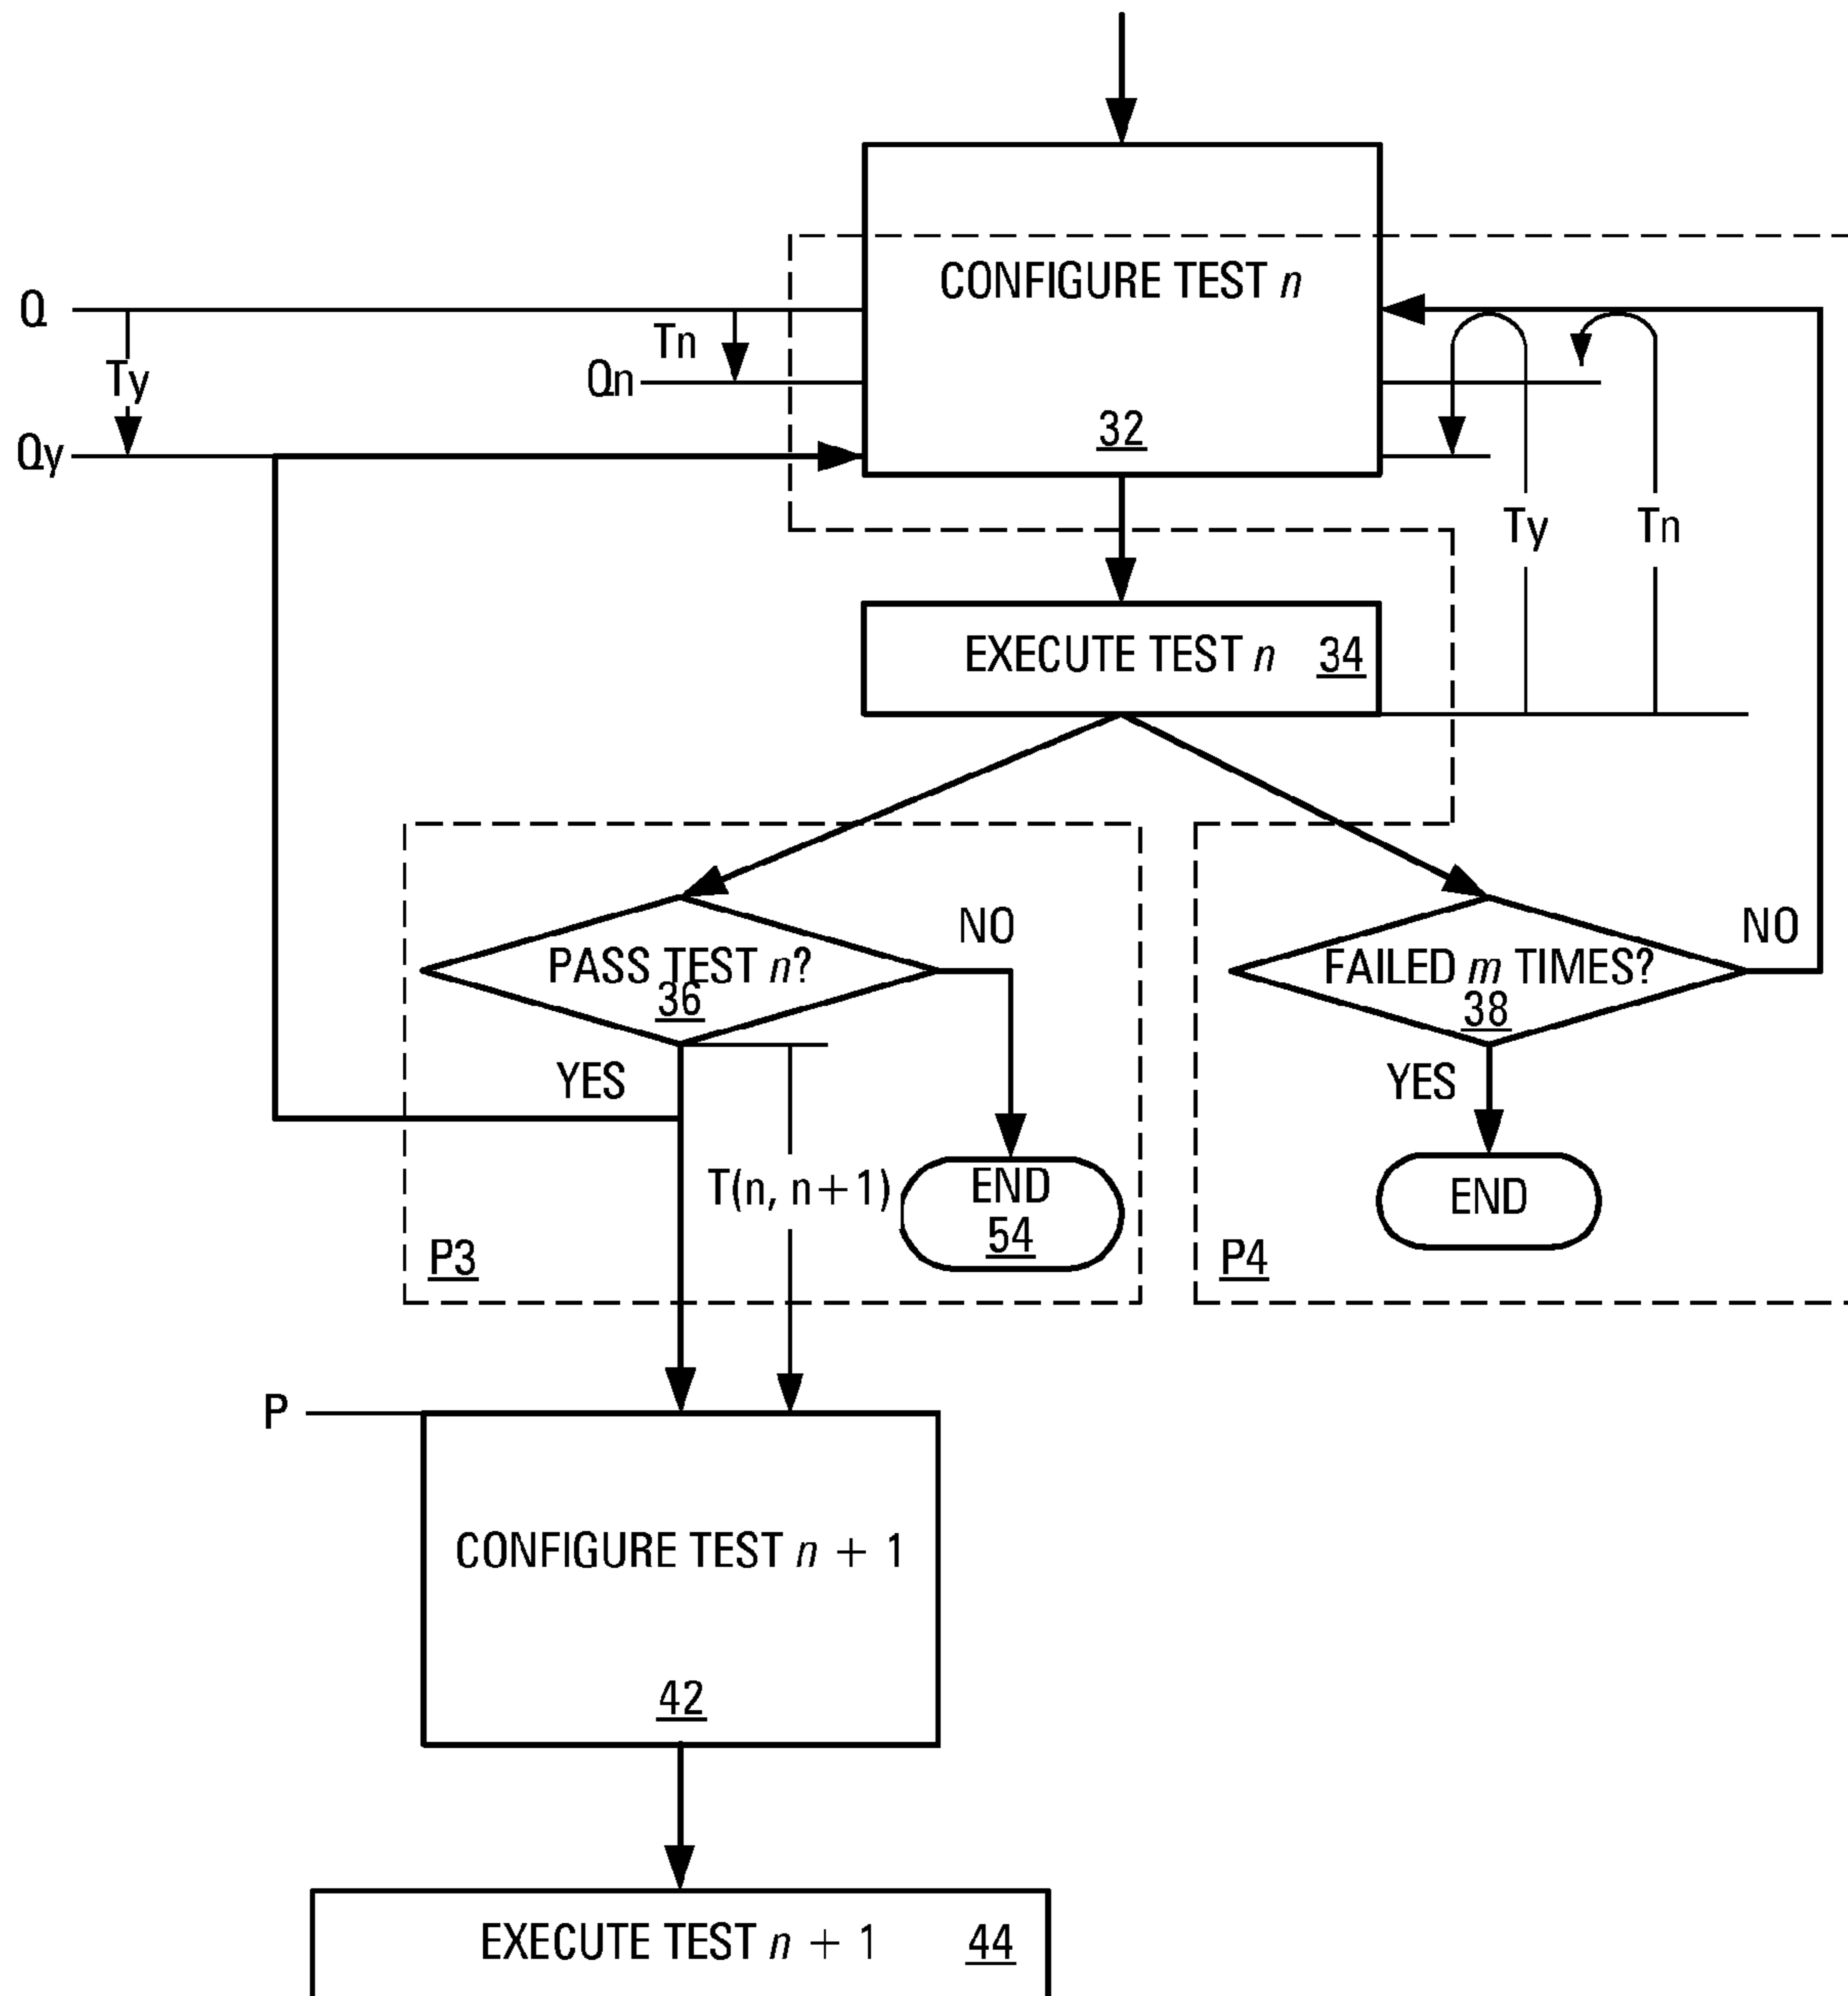 CONFIGURE TEST n
Q
Tn
Ty
Qn
32
Qy
Ty
Tn
EXECUTE TEST n 34
NO
NO
PASS TEST n?
36
FAILED m TIMES?
38
YES
YES
T(n, n+1)
END
54
END
P3
P4
P
CONFIGURE TEST n + 1
42
EXECUTE TEST n + 1 44